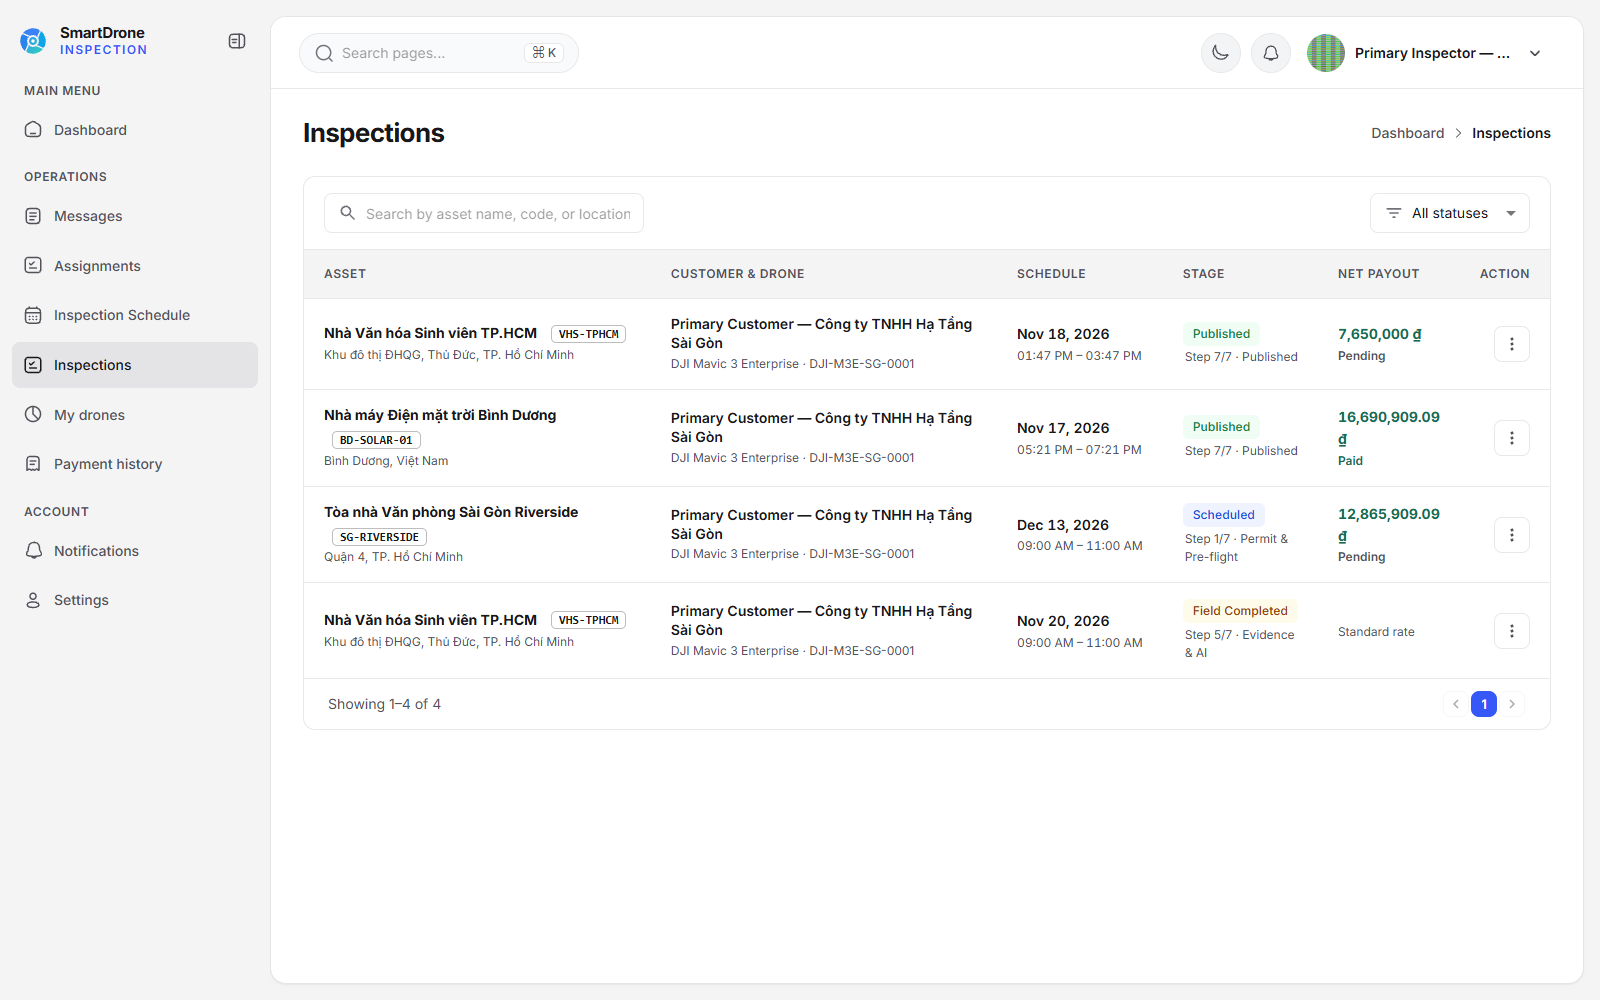 SmartDrone
INSPECTION
MAIN MENU
Dashboard
OPERATIONS
Messages
Assignments
Inspection Schedule
Inspections
My drones
Payment history
ACCOUNT
Notifications
Settings
Search pages...
⌘ K
Primary Inspector — ...
Inspections
Dashboard > Inspections
Search by asset name, code, or location
All statuses
ASSET CUSTOMER & DRONE SCHEDULE STAGE NET PAYOUT ACTION
Nhà Văn hóa Sinh viên TP.HCM VHS-TPHCM
Khu đô thị ĐHQG, Thủ Đức, TP. Hồ Chí Minh
Primary Customer — Công ty TNHH Hạ Tầng
Sài Gòn
DJI Mavic 3 Enterprise · DJI-M3E-SG-0001
Nov 18, 2026
01:47 PM – 03:47 PM
Published
Step 7/7 · Published
7,650,000 ₫
Pending
Nhà máy Điện mặt trời Bình Dương
BD-SOLAR-01
Bình Dương, Việt Nam
Primary Customer — Công ty TNHH Hạ Tầng
Sài Gòn
DJI Mavic 3 Enterprise · DJI-M3E-SG-0001
Nov 17, 2026
05:21 PM – 07:21 PM
Published
Step 7/7 · Published
16,690,909.09
₫
Paid
Tòa nhà Văn phòng Sài Gòn Riverside
SG-RIVERSIDE
Quận 4, TP. Hồ Chí Minh
Primary Customer — Công ty TNHH Hạ Tầng
Sài Gòn
DJI Mavic 3 Enterprise · DJI-M3E-SG-0001
Dec 13, 2026
09:00 AM – 11:00 AM
Scheduled
Step 1/7 · Permit &
Pre-flight
12,865,909.09
₫
Pending
Nhà Văn hóa Sinh viên TP.HCM VHS-TPHCM
Khu đô thị ĐHQG, Thủ Đức, TP. Hồ Chí Minh
Primary Customer — Công ty TNHH Hạ Tầng
Sài Gòn
DJI Mavic 3 Enterprise · DJI-M3E-SG-0001
Nov 20, 2026
09:00 AM – 11:00 AM
Field Completed
Step 5/7 · Evidence
& AI
Standard rate
Showing 1–4 of 4
1